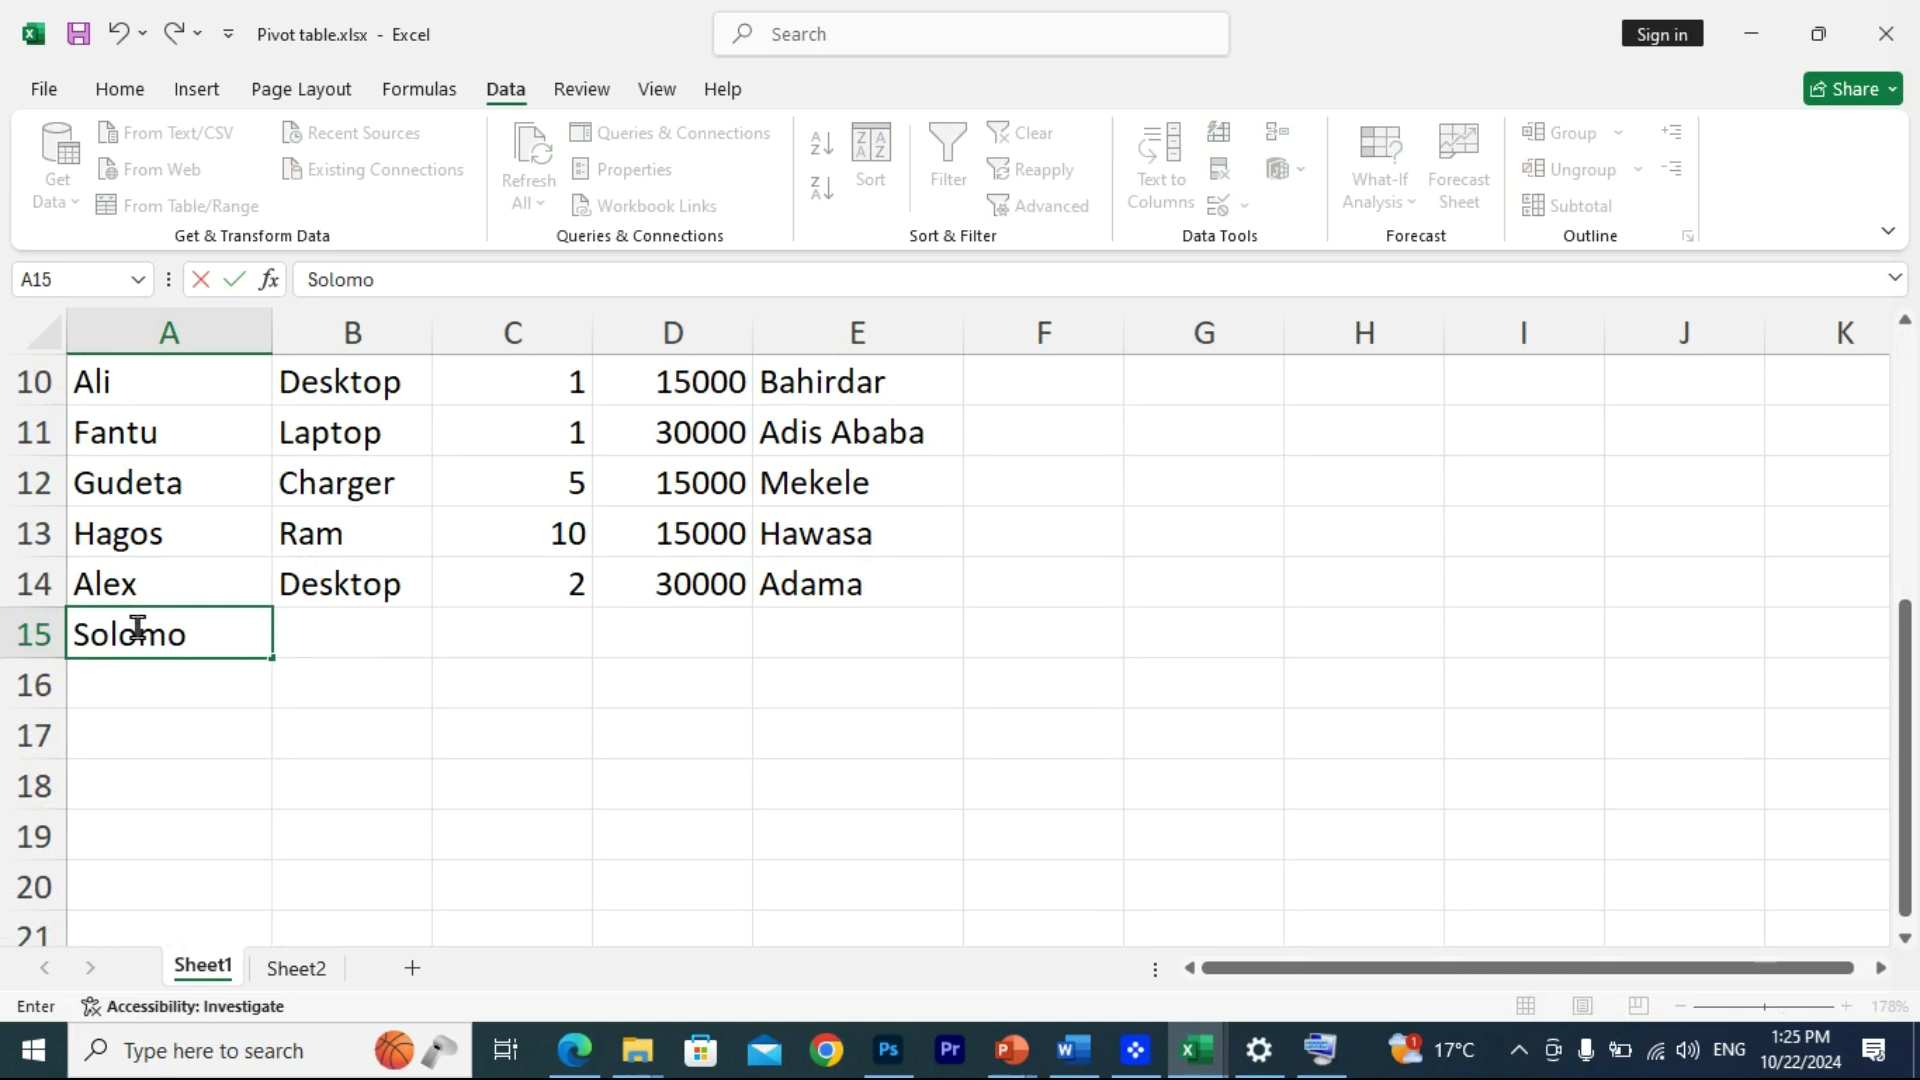 Pivot table.xlsx - Excel
Search
Sign in
File Home Insert Page Layout Formulas Data Review View Help
Share
Get Data
From Text/CSV
From Web
From Table/Range
Recent Sources
Existing Connections
Get & Transform Data
Refresh All
Queries & Connections
Properties
Workbook Links
Queries & Connections
Sort
Filter
Clear
Reapply
Advanced
Sort & Filter
Text to Columns
Data Tools
What-If Analysis
Forecast Sheet
Forecast
Group
Ungroup
Subtotal
Outline
A15 fx Solomo
A B C D E F G H I J K
10 Ali Desktop 1 15000 Bahirdar
11 Fantu Laptop 1 30000 Adis Ababa
12 Gudeta Charger 5 15000 Mekele
13 Hagos Ram 10 15000 Hawasa
14 Alex Desktop 2 30000 Adama
15 Solomo
16
17
18
19
20
21
Sheet1 Sheet2
Enter Accessibility: Investigate 178%
Type here to search
17°C ENG
1:25 PM
10/22/2024